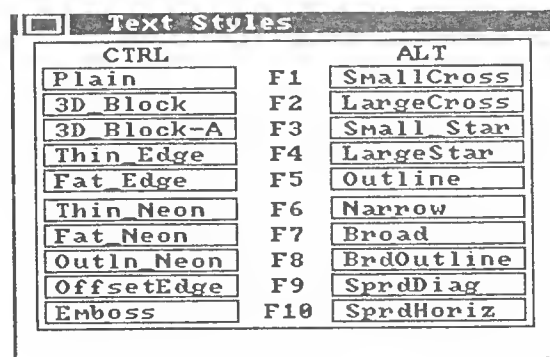 Text Styles
CTRL ALT
Plain F1 SmallCross
3D_Block F2 LargeCross
3D_Block-A F3 Small_Star
Thin_Edge F4 LargeStar
Fat_Edge F5 Outline
Thin_Neon F6 Narrow
Fat_Neon F7 Broad
Outln_Neon F8 BrdOutline
OffsetEdge F9 SprdDiag
Emboss F10 SprdHoriz